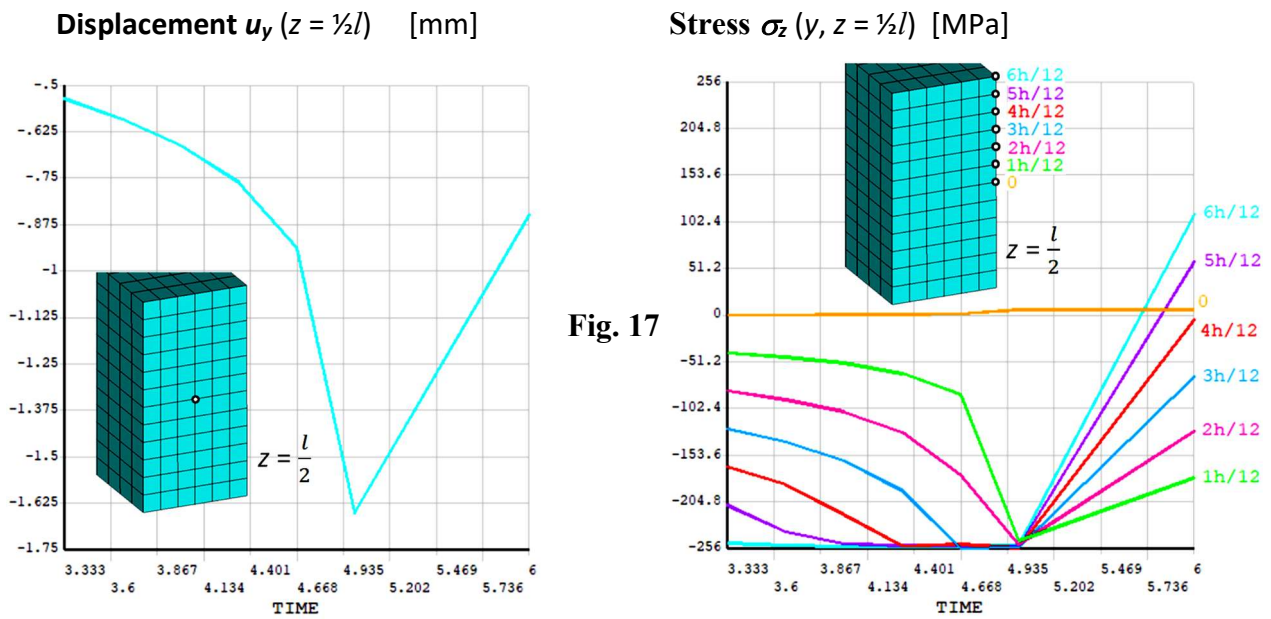 Displacement uy (z = ½l) [mm]
-.5
-.625
-.75
-.875
-1
-1.125
-1.25
-1.375
-1.5
-1.625
-1.75
z = l/2
3.333 3.867 4.401 4.935 5.469 6
3.6 4.134 4.668 5.202 5.736
TIME
Fig. 17
Stress σz (y, z = ½l) [MPa]
256
204.8
153.6
102.4
51.2
0
-51.2
-102.4
-153.6
-204.8
-256
6h/12
5h/12
4h/12
3h/12
2h/12
1h/12
0
z = l/2
6h/12
5h/12
0
4h/12
3h/12
2h/12
1h/12
3.333 3.867 4.401 4.935 5.469 6
3.6 4.134 4.668 5.202 5.736
TIME